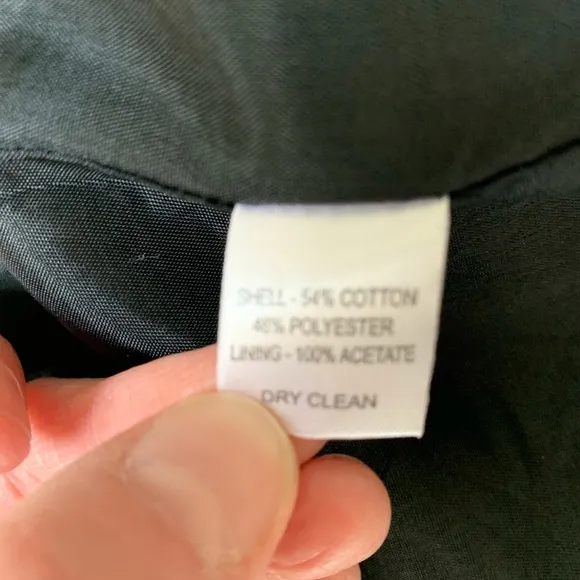 SHELL - 54% COTTON
46% POLYESTER
LINING - 100% ACETATE
DRY CLEAN